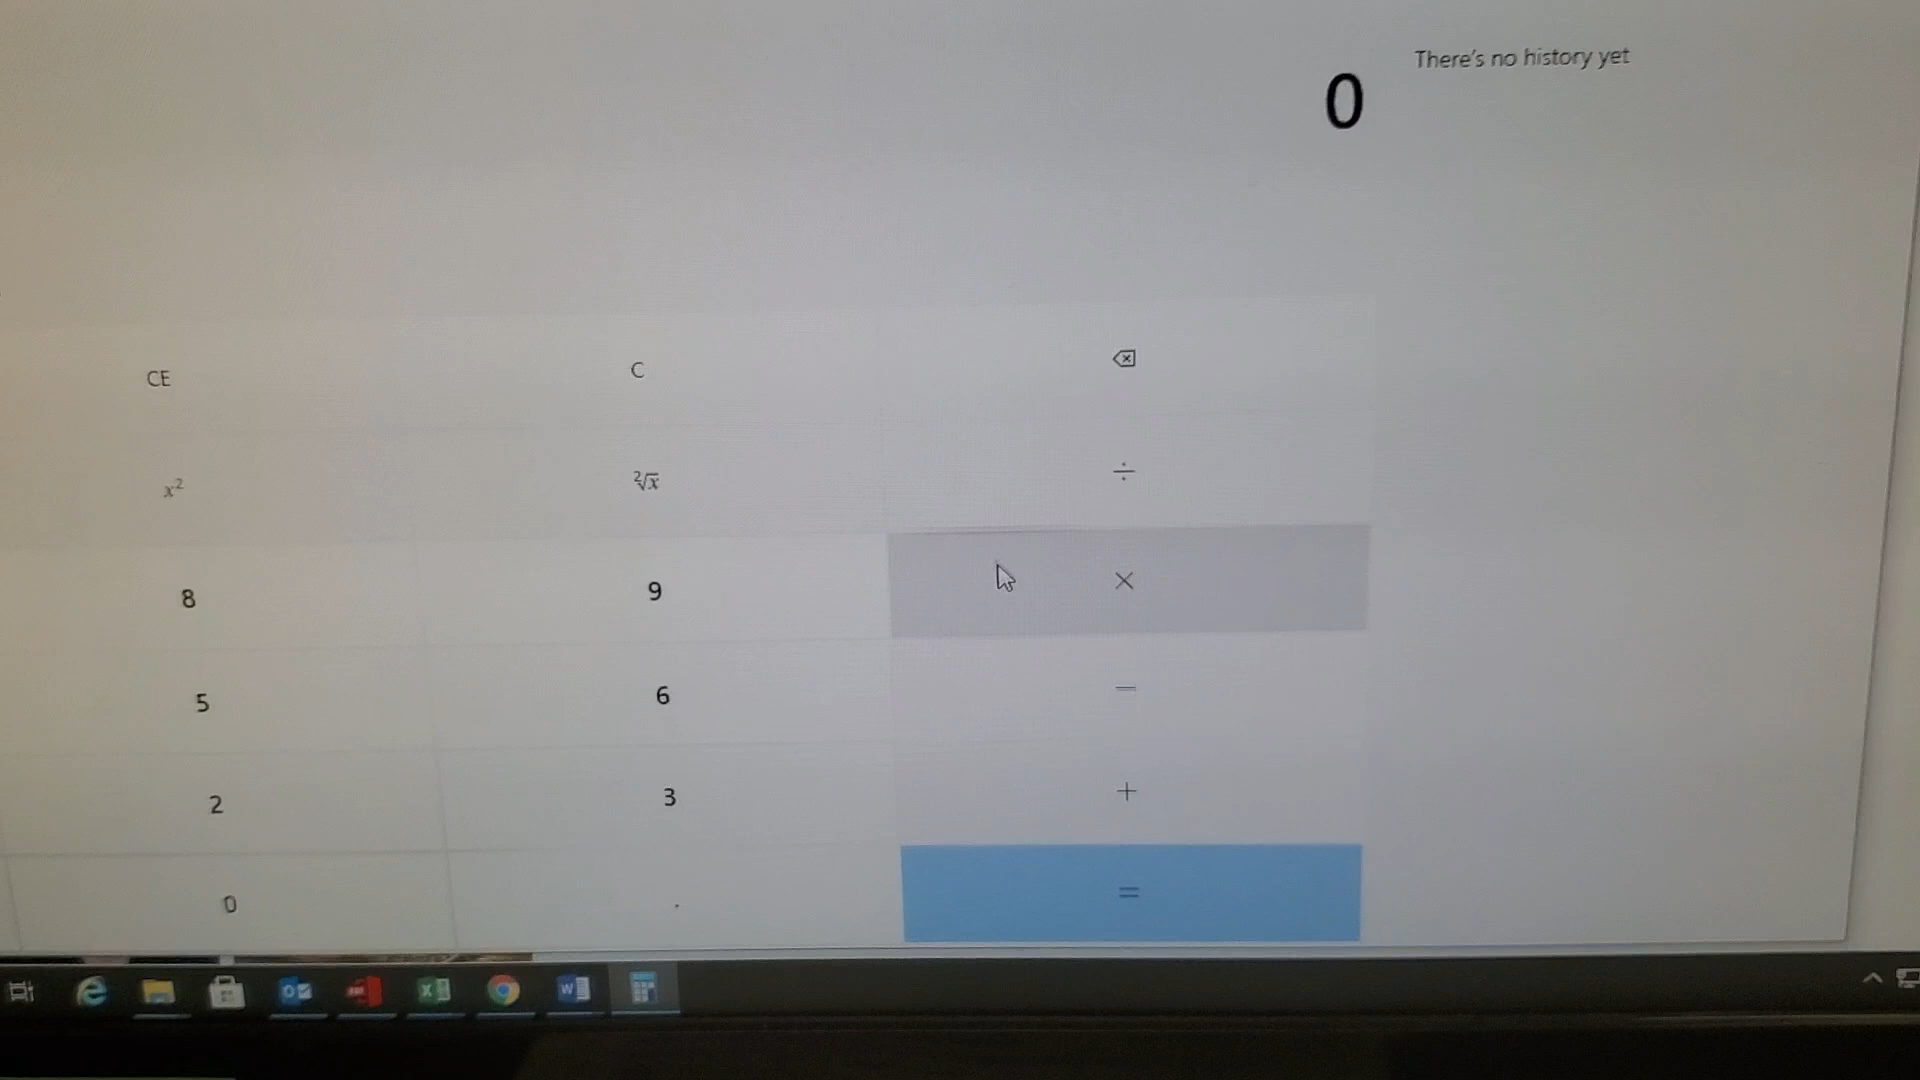 There's no history yet
0
CE
C
÷
x²
²√x
8
9
×
5
6
−
2
3
+
0
.
=